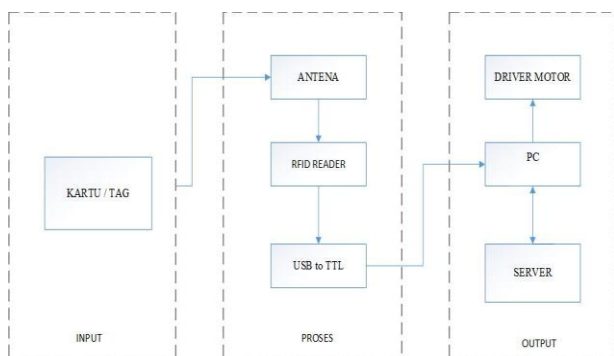 KARTU / TAG
INPUT
ANTENA
RFID READER
USB to TTL
PROSES
DRIVER MOTOR
PC
SERVER
OUTPUT